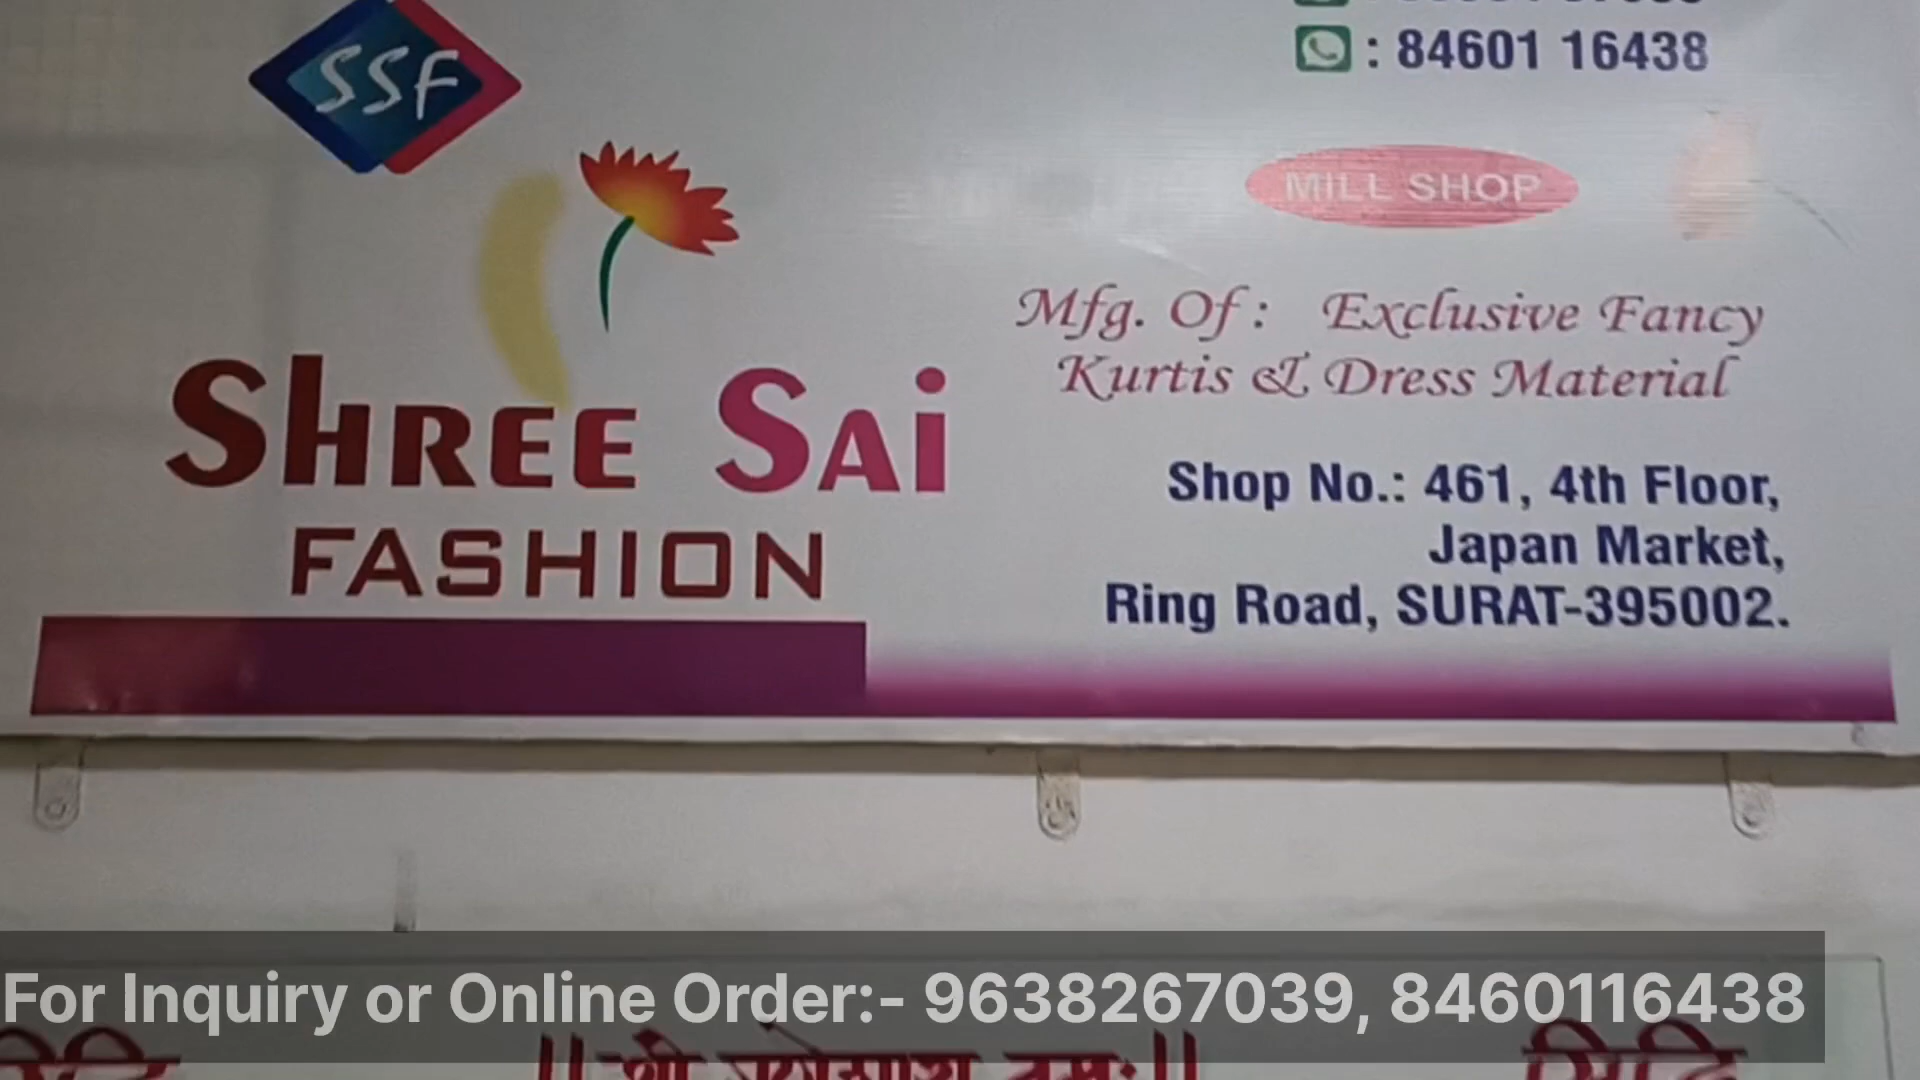 SSF
: 84601 16438
MILL SHOP
Mfg. Of : Exclusive Fancy
Kurtis & Dress Material
SHREE SAi
FASHION
Shop No.: 461, 4th Floor,
Japan Market,
Ring Road, SURAT-395002.
For Inquiry or Online Order:- 9638267039, 8460116438